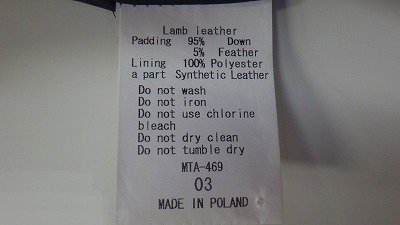 Lamb leather
Padding 95% Down
5% Feather
Lining 100% Polyester
a part Synthetic Leather
Do not wash
Do not iron
Do not use chlorine
bleach
Do not dry clean
Do not tumble dry
MTA-469
03
MADE IN POLAND